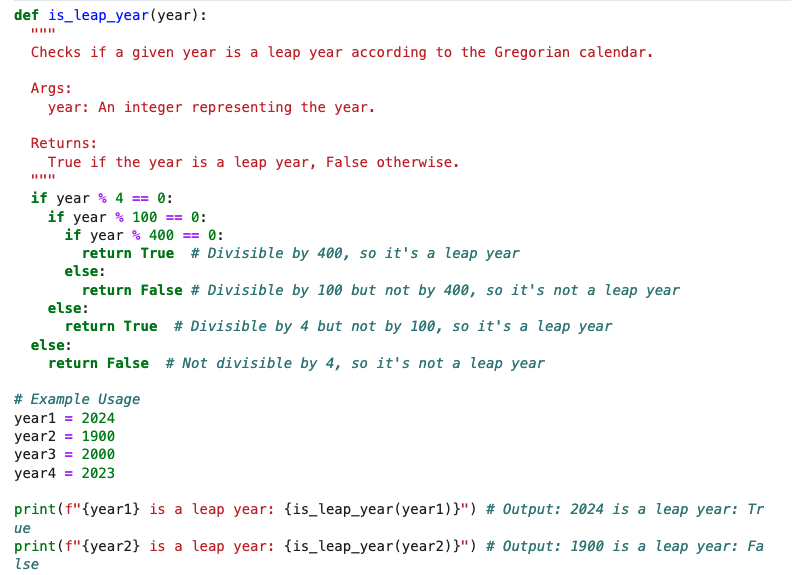 def is_leap_year(year):
  """
  Checks if a given year is a leap year according to the Gregorian calendar.

  Args:
    year: An integer representing the year.

  Returns:
    True if the year is a leap year, False otherwise.
  """
  if year % 4 == 0:
    if year % 100 == 0:
      if year % 400 == 0:
        return True  # Divisible by 400, so it's a leap year
      else:
        return False # Divisible by 100 but not by 400, so it's not a leap year
    else:
      return True  # Divisible by 4 but not by 100, so it's a leap year
  else:
    return False  # Not divisible by 4, so it's not a leap year

# Example Usage
year1 = 2024
year2 = 1900
year3 = 2000
year4 = 2023

print(f"{year1} is a leap year: {is_leap_year(year1)}") # Output: 2024 is a leap year: Tr
ue
print(f"{year2} is a leap year: {is_leap_year(year2)}") # Output: 1900 is a leap year: Fa
lse